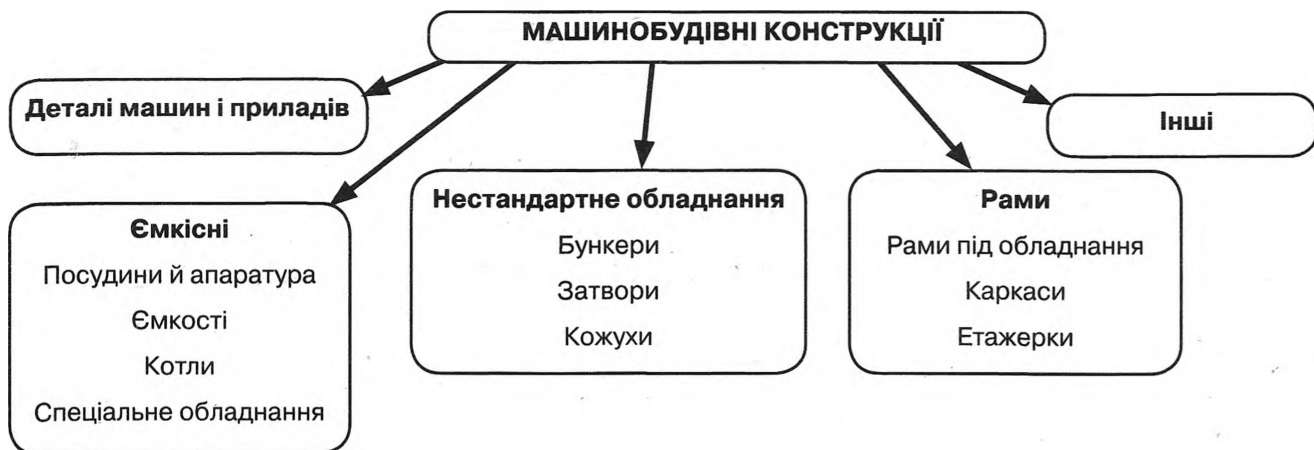 МАШИНОБУДІВНІ КОНСТРУКЦІЇ
Деталі машин і приладів
Інші
Ємкісні
Посудини й апаратура
Ємкості
Котли
Спеціальне обладнання
Нестандартне обладнання
Бункери
Затвори
Кожухи
Рами
Рами під обладнання
Каркаси
Етажерки